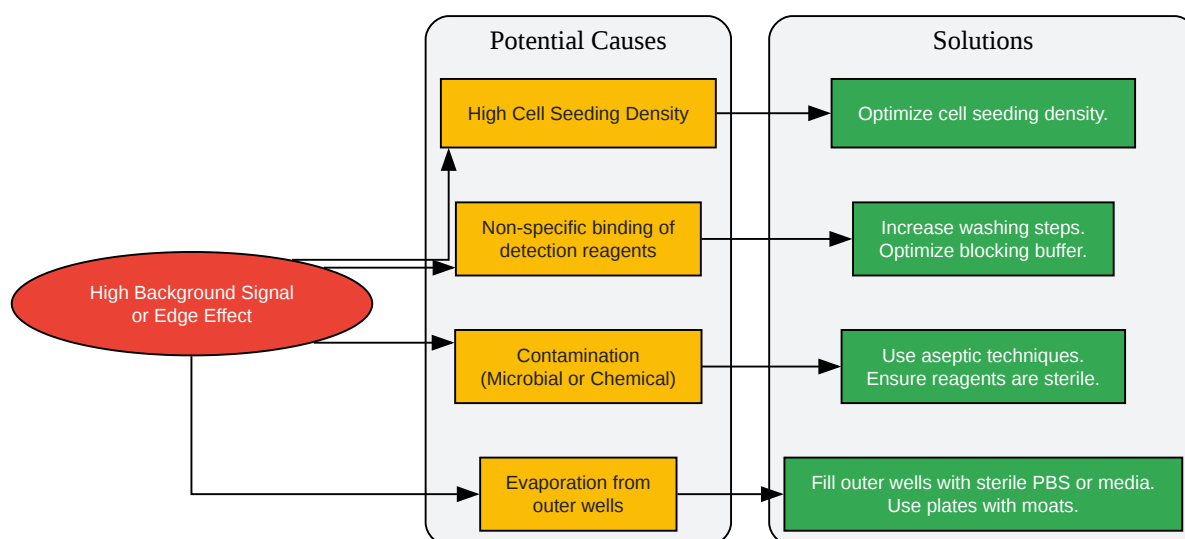 Potential Causes
Solutions
High Cell Seeding Density
Optimize cell seeding density.
Non-specific binding of
detection reagents
Increase washing steps.
Optimize blocking buffer.
High Background Signal
or Edge Effect
Contamination
(Microbial or Chemical)
Use aseptic techniques.
Ensure reagents are sterile.
Evaporation from
outer wells
Fill outer wells with sterile PBS or media.
Use plates with moats.